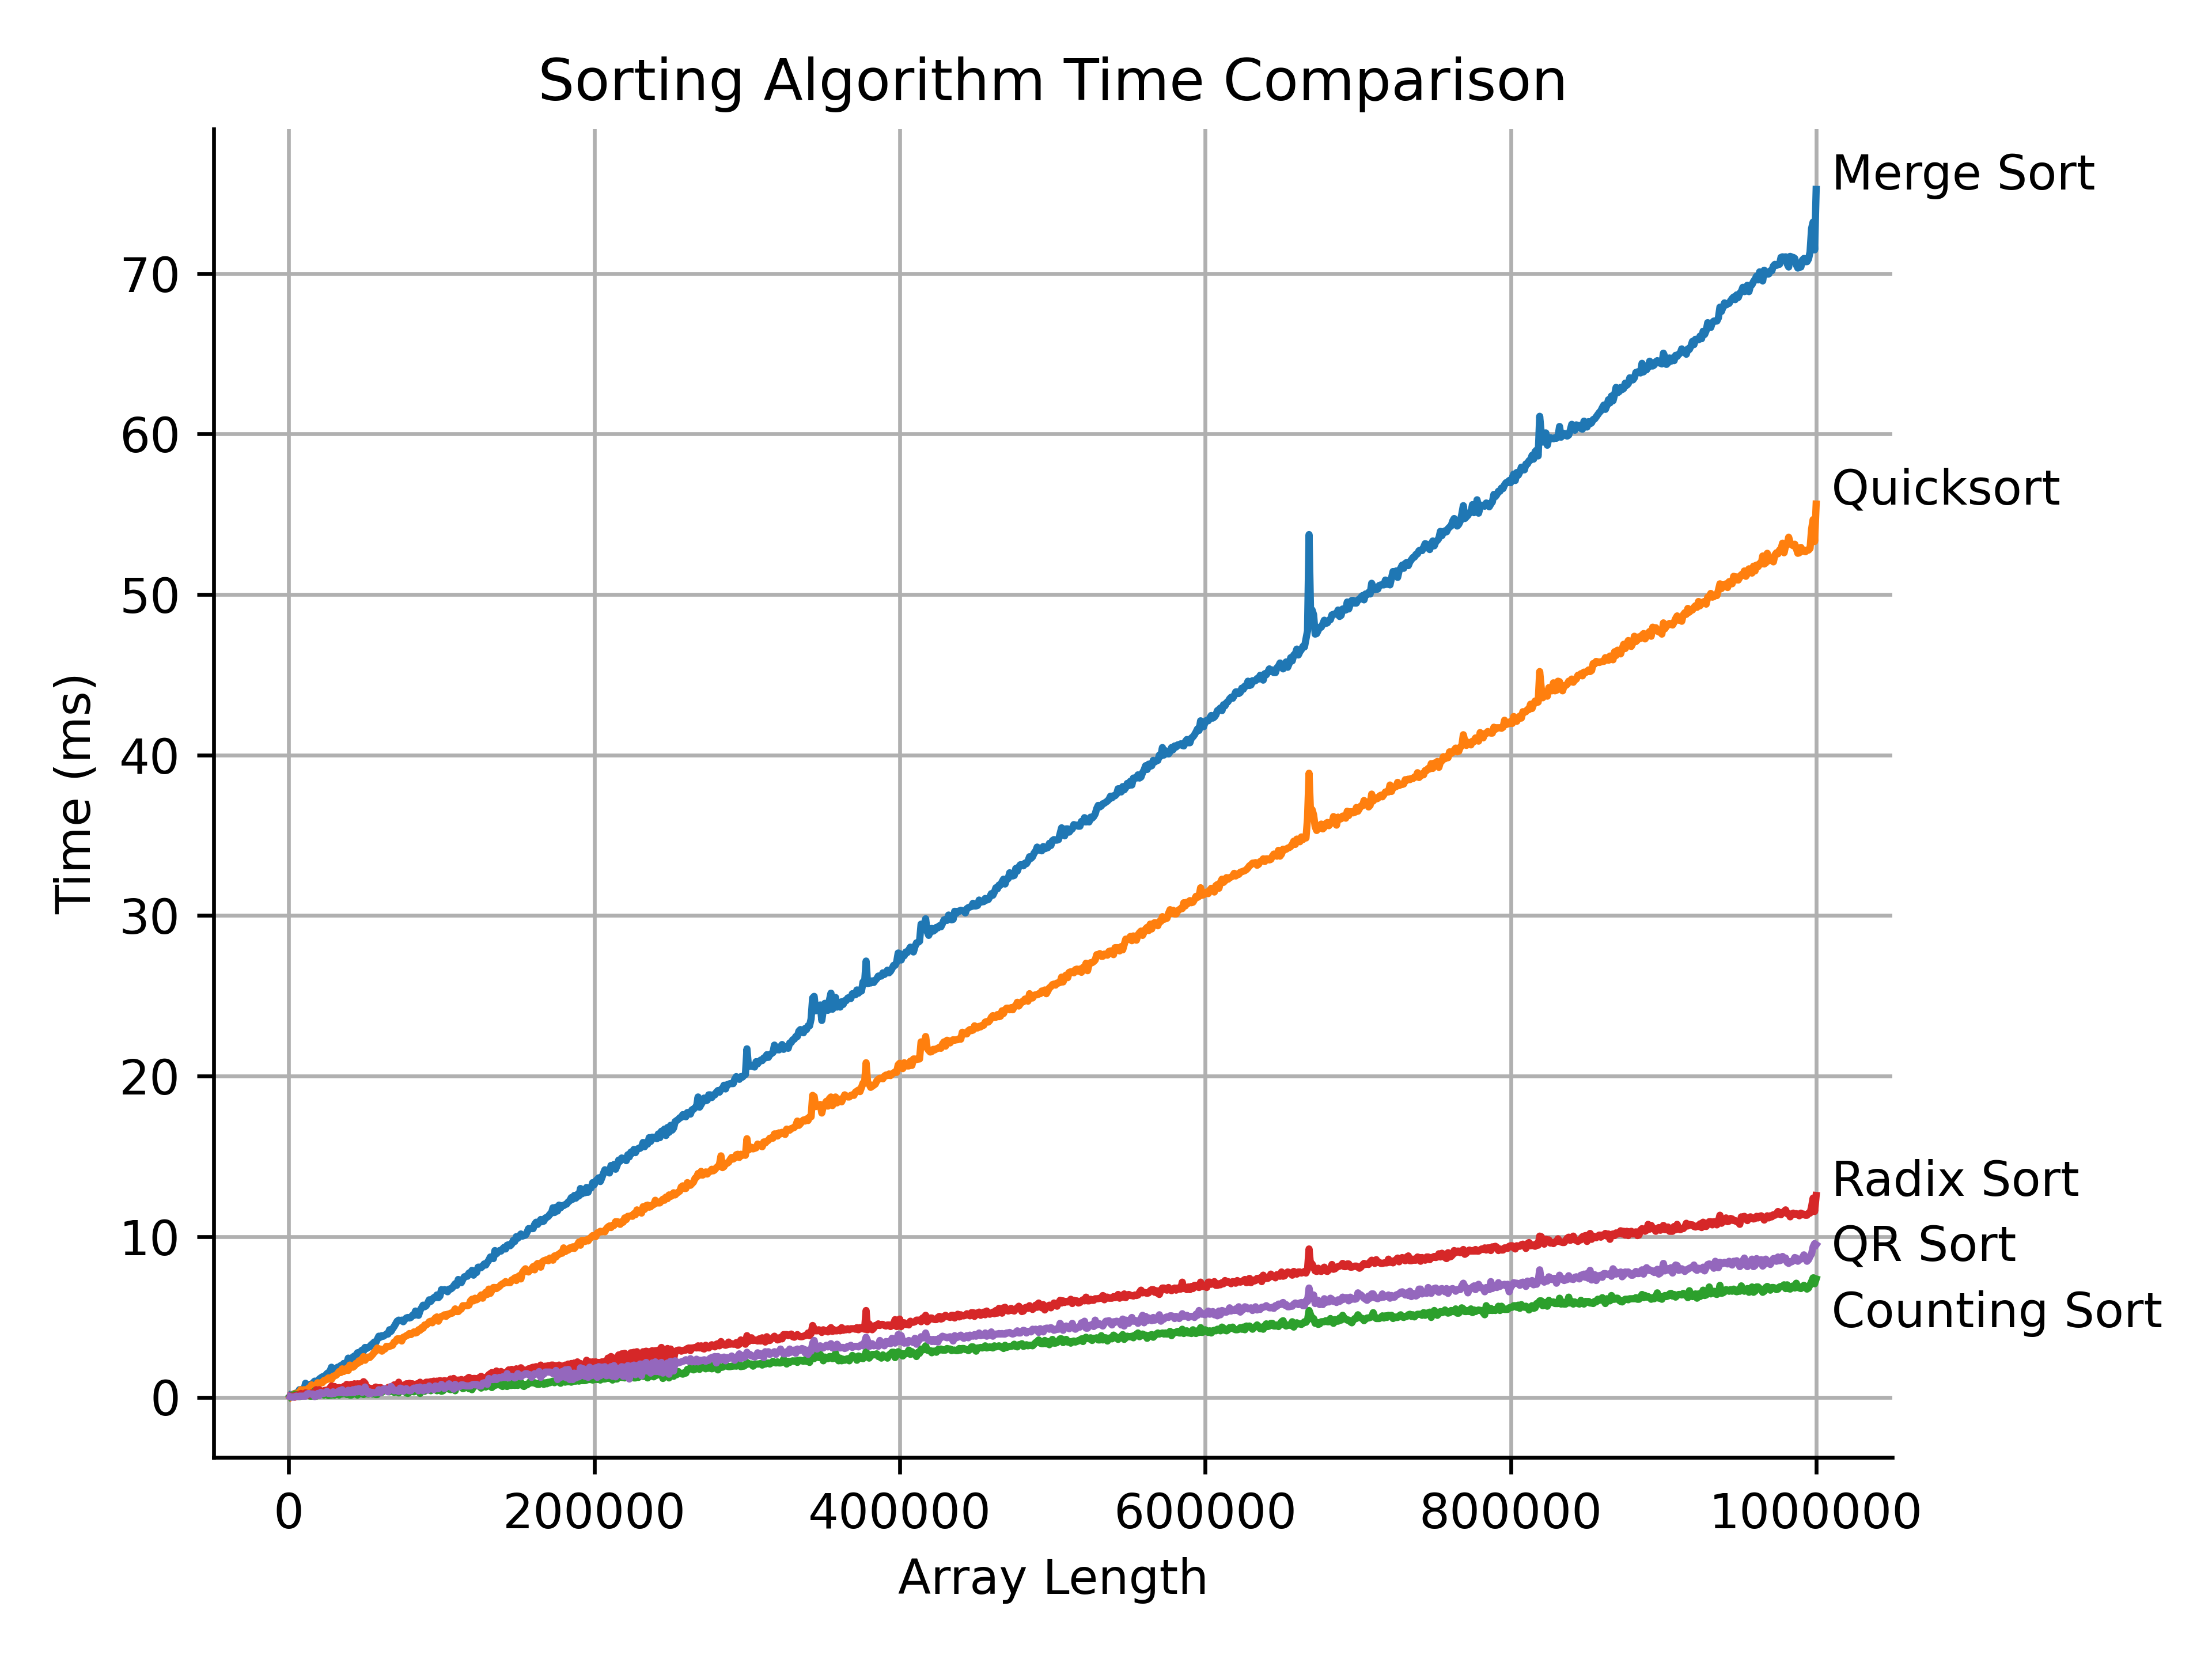 Sorting Algorithm Time Comparison
Merge Sort
Quicksort
Radix Sort
QR Sort
Counting Sort
Time (ms)
70
60
50
40
30
20
10
0
0 200000 400000 600000 800000 1000000
Array Length